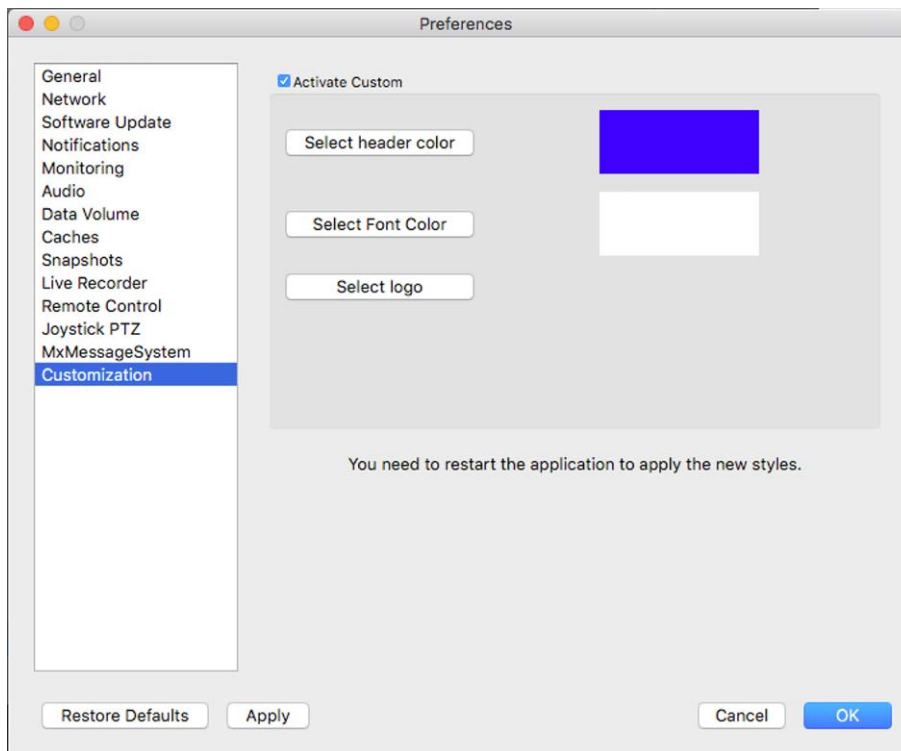 Preferences
General
Network
Software Update
Notifications
Monitoring
Audio
Data Volume
Caches
Snapshots
Live Recorder
Remote Control
Joystick PTZ
MxMessageSystem
Customization
Activate Custom
Select header color
Select Font Color
Select logo
You need to restart the application to apply the new styles.
Restore Defaults
Apply
Cancel
OK